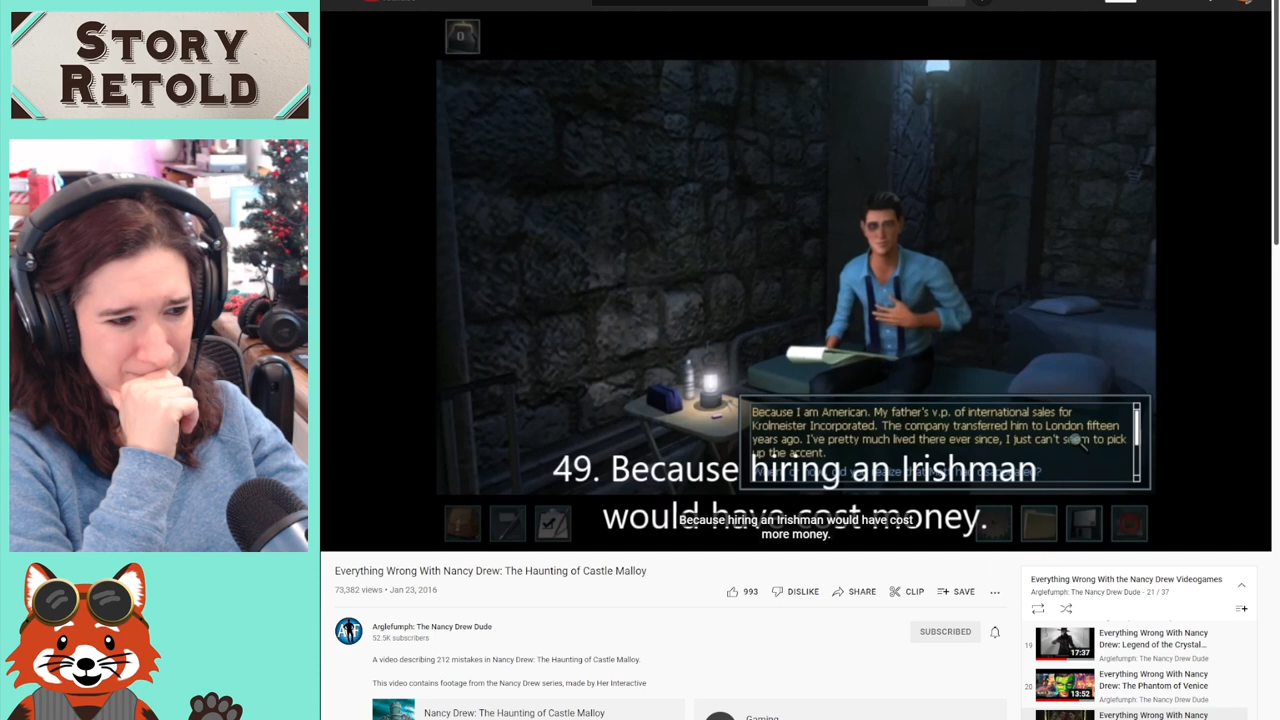 STORY
RETOLD
0
Because I am American. My father's v.p. of international sales for
Krolmeister Incorporated. The company transferred him to London fifteen
years ago. I've pretty much lived there ever since, I just can't seem to pick
up the accent.
49. Because hiring an Irishman
would have cost money.
Because hiring an Irishman would have cost
more money.
Everything Wrong With Nancy Drew: The Haunting of Castle Malloy
73,382 views • Jan 23, 2016
993
DISLIKE
SHARE
CLIP
SAVE
Arglefumph: The Nancy Drew Dude
52.5K subscribers
SUBSCRIBED
A video describing 212 mistakes in Nancy Drew: The Haunting of Castle Malloy.
This video contains footage from the Nancy Drew series, made by Her Interactive
Nancy Drew: The Haunting of Castle Malloy
Gaming
Everything Wrong With the Nancy Drew Videogames
Arglefumph: The Nancy Drew Dude - 21 / 37
19
17:37
Everything Wrong With Nancy
Drew: Legend of the Crystal...
Arglefumph: The Nancy Drew Dude
20
13:52
Everything Wrong With Nancy
Drew: The Phantom of Venice
Arglefumph: The Nancy Drew Dude
Everything Wrong With Nancy